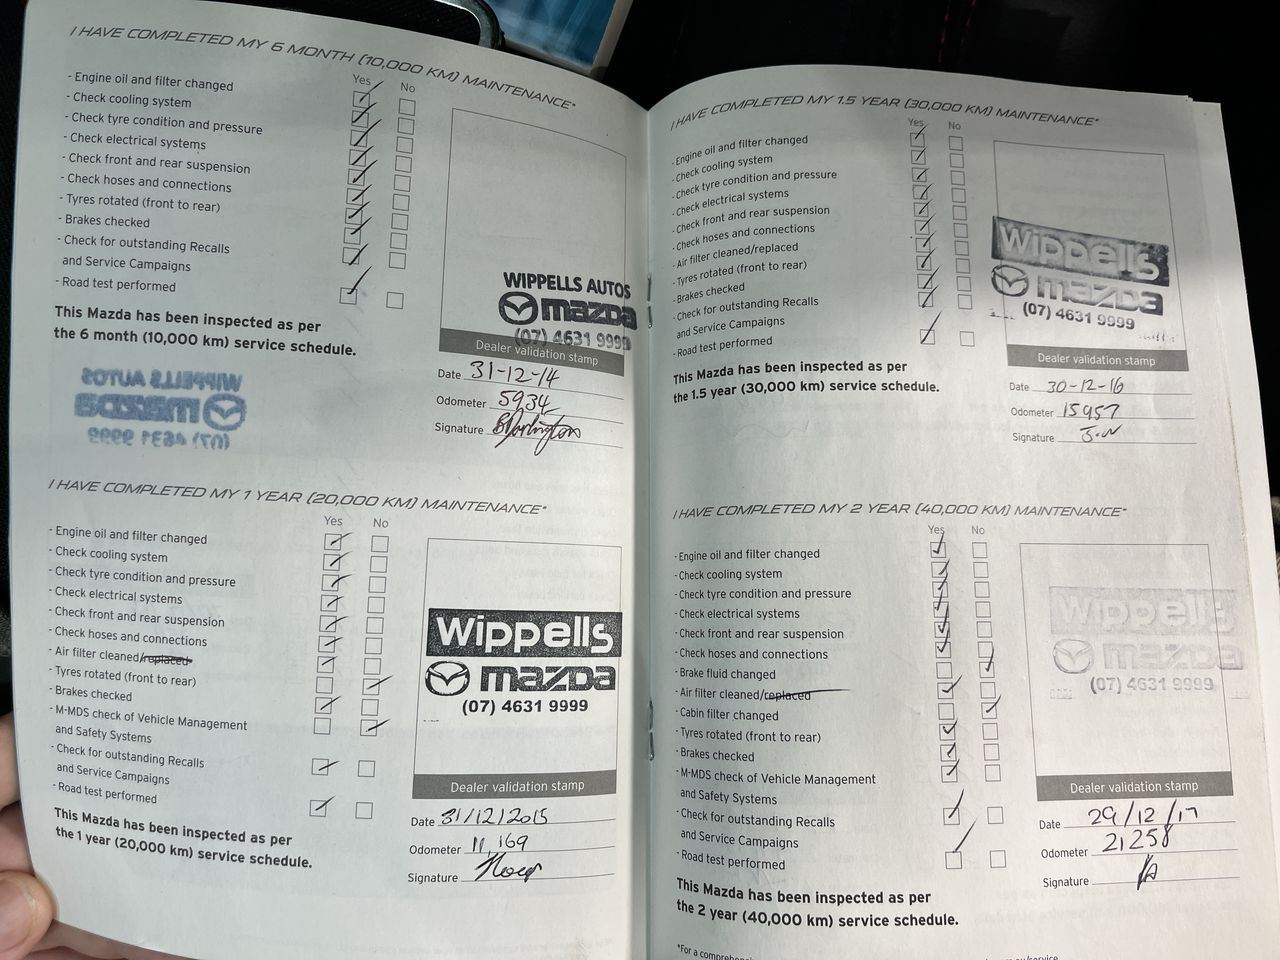 I HAVE COMPLETED MY 6 MONTH (10,000 KM) MAINTENANCE*
Yes No
- Engine oil and filter changed
- Check cooling system
- Check tyre condition and pressure
- Check electrical systems
- Check front and rear suspension
- Check hoses and connections
- Tyres rotated (front to rear)
- Brakes checked
- Check for outstanding Recalls
and Service Campaigns
- Road test performed
This Mazda has been inspected as per
the 6 month (10,000 km) service schedule.
WIPPELLS AUTOS
mazda
(07) 4631 9999
Dealer validation stamp
Date 31-12-14
Odometer 5934
Signature
WIPPELLS AUTOS
mazda
(07) 4631 9999
I HAVE COMPLETED MY 1 YEAR (20,000 KM) MAINTENANCE*
Yes No
- Engine oil and filter changed
- Check cooling system
- Check tyre condition and pressure
- Check electrical systems
- Check front and rear suspension
- Check hoses and connections
- Air filter cleaned/replaced
- Tyres rotated (front to rear)
- Brakes checked
- M-MDS check of Vehicle Management
and Safety Systems
- Check for outstanding Recalls
and Service Campaigns
- Road test performed
This Mazda has been inspected as per
the 1 year (20,000 km) service schedule.
Wippells
mazda
(07) 4631 9999
Dealer validation stamp
Date 31/12/2015
Odometer 11,169
Signature
I HAVE COMPLETED MY 1.5 YEAR (30,000 KM) MAINTENANCE*
Yes No
- Engine oil and filter changed
- Check cooling system
- Check tyre condition and pressure
- Check electrical systems
- Check front and rear suspension
- Check hoses and connections
- Air filter cleaned/replaced
- Tyres rotated (front to rear)
- Brakes checked
- Check for outstanding Recalls
and Service Campaigns
- Road test performed
This Mazda has been inspected as per
the 1.5 year (30,000 km) service schedule.
Wippells
mazda
(07) 4631 9999
Dealer validation stamp
Date 30-12-16
Odometer 15957
Signature
I HAVE COMPLETED MY 2 YEAR (40,000 KM) MAINTENANCE*
Yes No
- Engine oil and filter changed
- Check cooling system
- Check tyre condition and pressure
- Check electrical systems
- Check front and rear suspension
- Check hoses and connections
- Brake fluid changed
- Air filter cleaned/replaced
- Cabin filter changed
- Tyres rotated (front to rear)
- Brakes checked
- M-MDS check of Vehicle Management
and Safety Systems
- Check for outstanding Recalls
and Service Campaigns
- Road test performed
This Mazda has been inspected as per
the 2 year (40,000 km) service schedule.
Wippells
mazda
(07) 4631 9999
Dealer validation stamp
Date 29/12/17
Odometer 21258
Signature
*For a